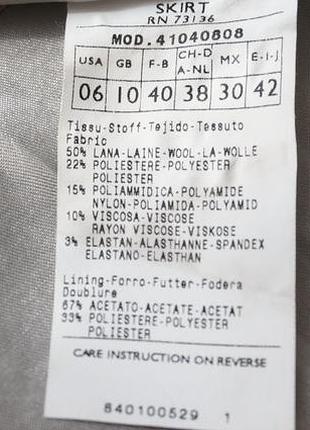 SKIRT
RN 73136
MOD. 41040808
USA GB F-B CH-D A-NL MX E-I-J
06 10 40 38 30 42
Tissu-Stoff-Tejido-Tessuto
Fabric
50% LANA-LAINE-WOOL-LA-WOLLE
22% POLIESTERE-POLYESTER
POLIESTER
15% POLIAMMIDICA-POLYAMIDE
NYLON-POLIAMIDA-POLYAMID
10% VISCOSA-VISCOSE
RAYON VISCOSE-VISKOSE
3% ELASTAN-ALASTHANNE-SPANDEX
ELASTANO-ELASTHAN
Lining-Forro-Futter-Fodera
Doublure
67% ACETATO-ACETATE-ACETAT
33% POLIESTERE-POLYESTER
POLIESTER
CARE INSTRUCTION ON REVERSE
840100529 1